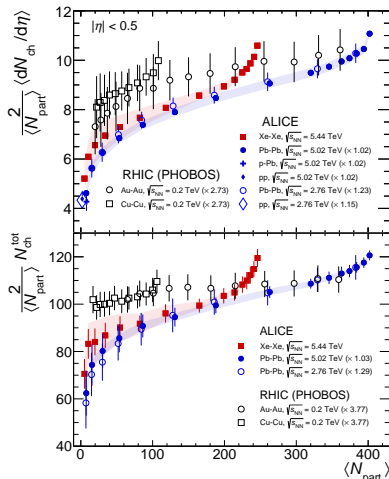 |η| < 0.5
2/⟨N_part⟩ ⟨dN_ch/dη⟩
10
8
6
4
ALICE
Xe-Xe, √s_NN = 5.44 TeV
Pb-Pb, √s_NN = 5.02 TeV (× 1.02)
p-Pb, √s_NN = 5.02 TeV (× 1.02)
pp, √s_NN = 5.02 TeV (× 1.02)
Pb-Pb, √s_NN = 2.76 TeV (× 1.23)
pp, √s_NN = 2.76 TeV (× 1.15)
RHIC (PHOBOS)
Au-Au, √s_NN = 0.2 TeV (× 2.73)
Cu-Cu, √s_NN = 0.2 TeV (× 2.73)
2/⟨N_part⟩ N_ch^tot
120
100
80
60
40
ALICE
Xe-Xe, √s_NN = 5.44
Pb-Pb, √s_NN = 5.02 TeV (× 1.03)
Pb-Pb, √s_NN = 2.76 TeV (× 1.29)
RHIC (PHOBOS)
Au-Au, √s_NN = 0.2 TeV (× 3.77)
Cu-Cu, √s_NN = 0.2 TeV (× 3.77)
0 100 200 300 400
⟨N_part⟩